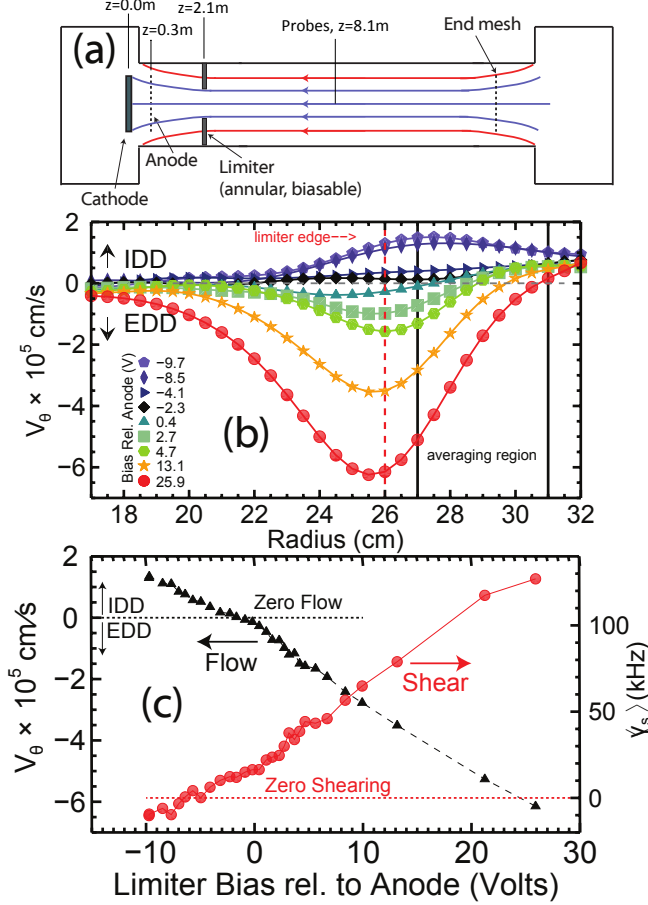 z=0.0m
z=2.1m
z=0.3m
Probes, z=8.1m
End mesh
(a)
Anode
Cathode
Limiter
(annular, biasable)
2
0
−2
−4
−6
V_θ × 10^5 cm/s
limiter edge-->
IDD
EDD
Bias Rel. Anode (V)
−9.7
−8.5
−4.1
−2.3
0.4
2.7
4.7
13.1
25.9
(b)
averaging region
18 20 22 24 26 28 30 32
Radius (cm)
2
0
−2
−4
−6
V_θ × 10^5 cm/s
IDD
EDD
Zero Flow
Flow
Shear
(c)
Zero Shearing
100
50
0
⟨γ_s⟩ (kHz)
−10 0 10 20 30
Limiter Bias rel. to Anode (Volts)